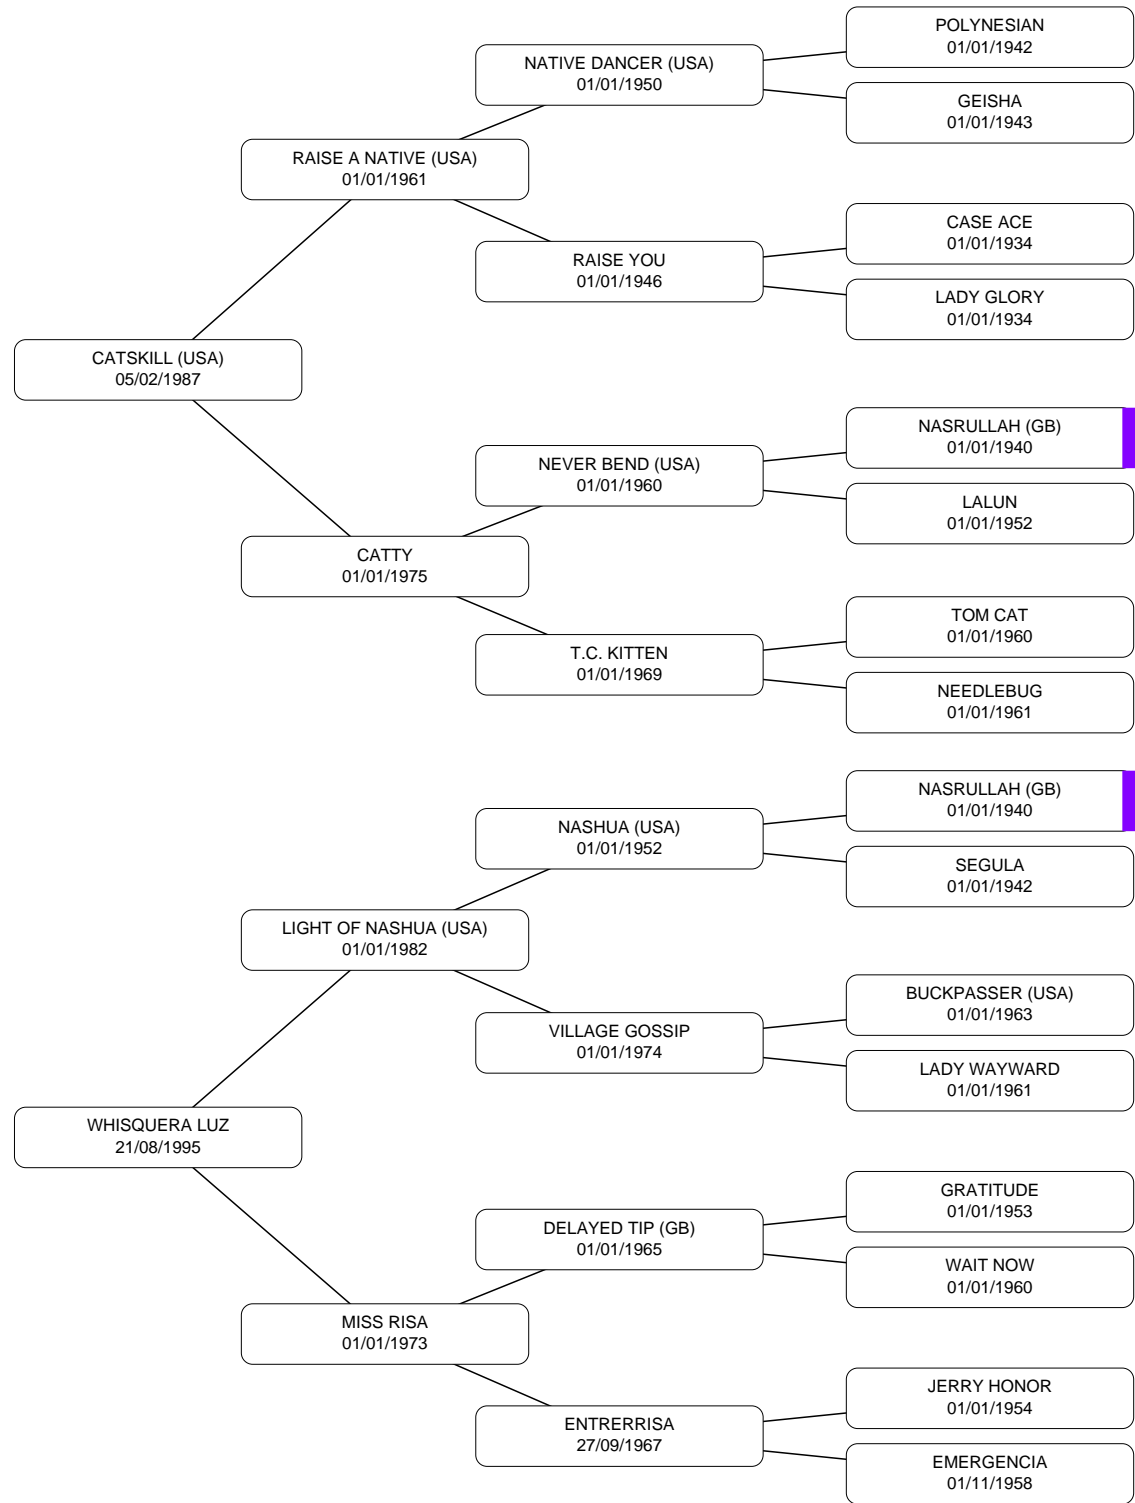 POLYNESIAN
01/01/1942
NATIVE DANCER (USA)
01/01/1950
GEISHA
01/01/1943
RAISE A NATIVE (USA)
01/01/1961
CASE ACE
01/01/1934
RAISE YOU
01/01/1946
LADY GLORY
01/01/1934
CATSKILL (USA)
05/02/1987
NASRULLAH (GB)
01/01/1940
NEVER BEND (USA)
01/01/1960
LALUN
01/01/1952
CATTY
01/01/1975
TOM CAT
01/01/1960
T.C. KITTEN
01/01/1969
NEEDLEBUG
01/01/1961
NASRULLAH (GB)
01/01/1940
NASHUA (USA)
01/01/1952
SEGULA
01/01/1942
LIGHT OF NASHUA (USA)
01/01/1982
BUCKPASSER (USA)
01/01/1963
VILLAGE GOSSIP
01/01/1974
LADY WAYWARD
01/01/1961
WHISQUERA LUZ
21/08/1995
GRATITUDE
01/01/1953
DELAYED TIP (GB)
01/01/1965
WAIT NOW
01/01/1960
MISS RISA
01/01/1973
JERRY HONOR
01/01/1954
ENTRERRISA
27/09/1967
EMERGENCIA
01/11/1958